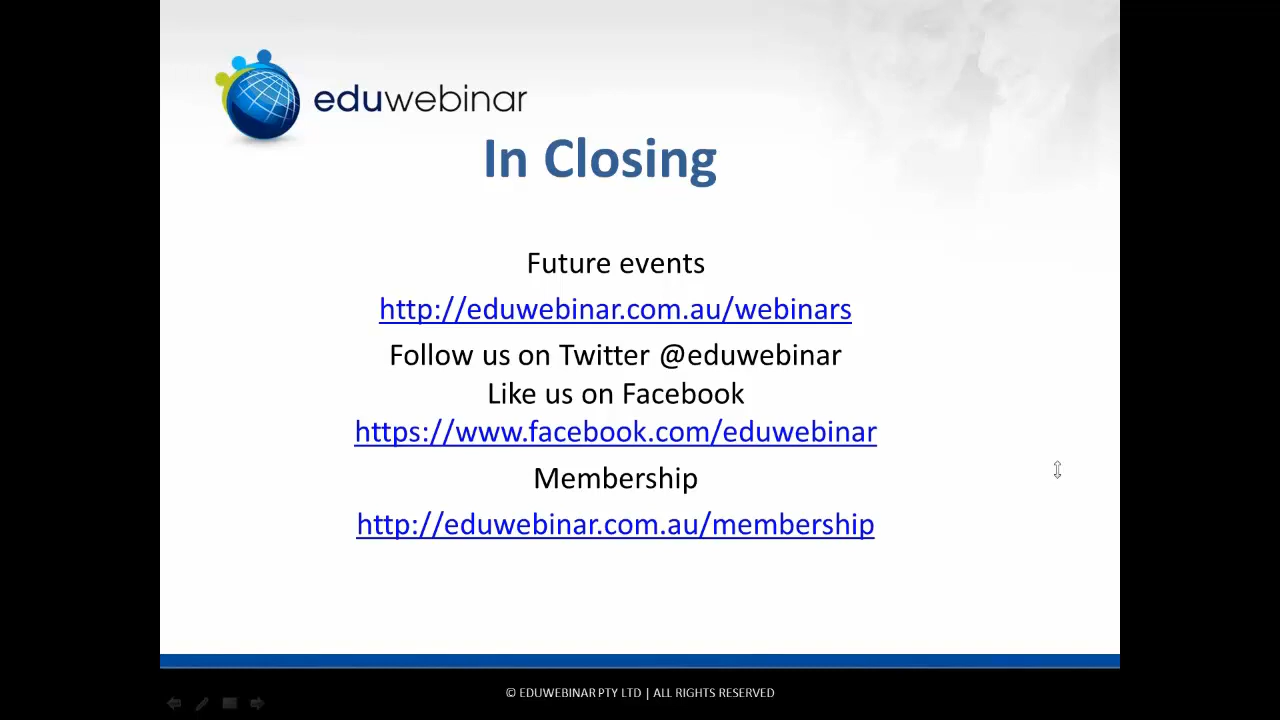 eduwebinar
In Closing
Future events
http://eduwebinar.com.au/webinars
Follow us on Twitter @eduwebinar
Like us on Facebook
https://www.facebook.com/eduwebinar
Membership
http://eduwebinar.com.au/membership
© EDUWEBINAR PTY LTD | ALL RIGHTS RESERVED